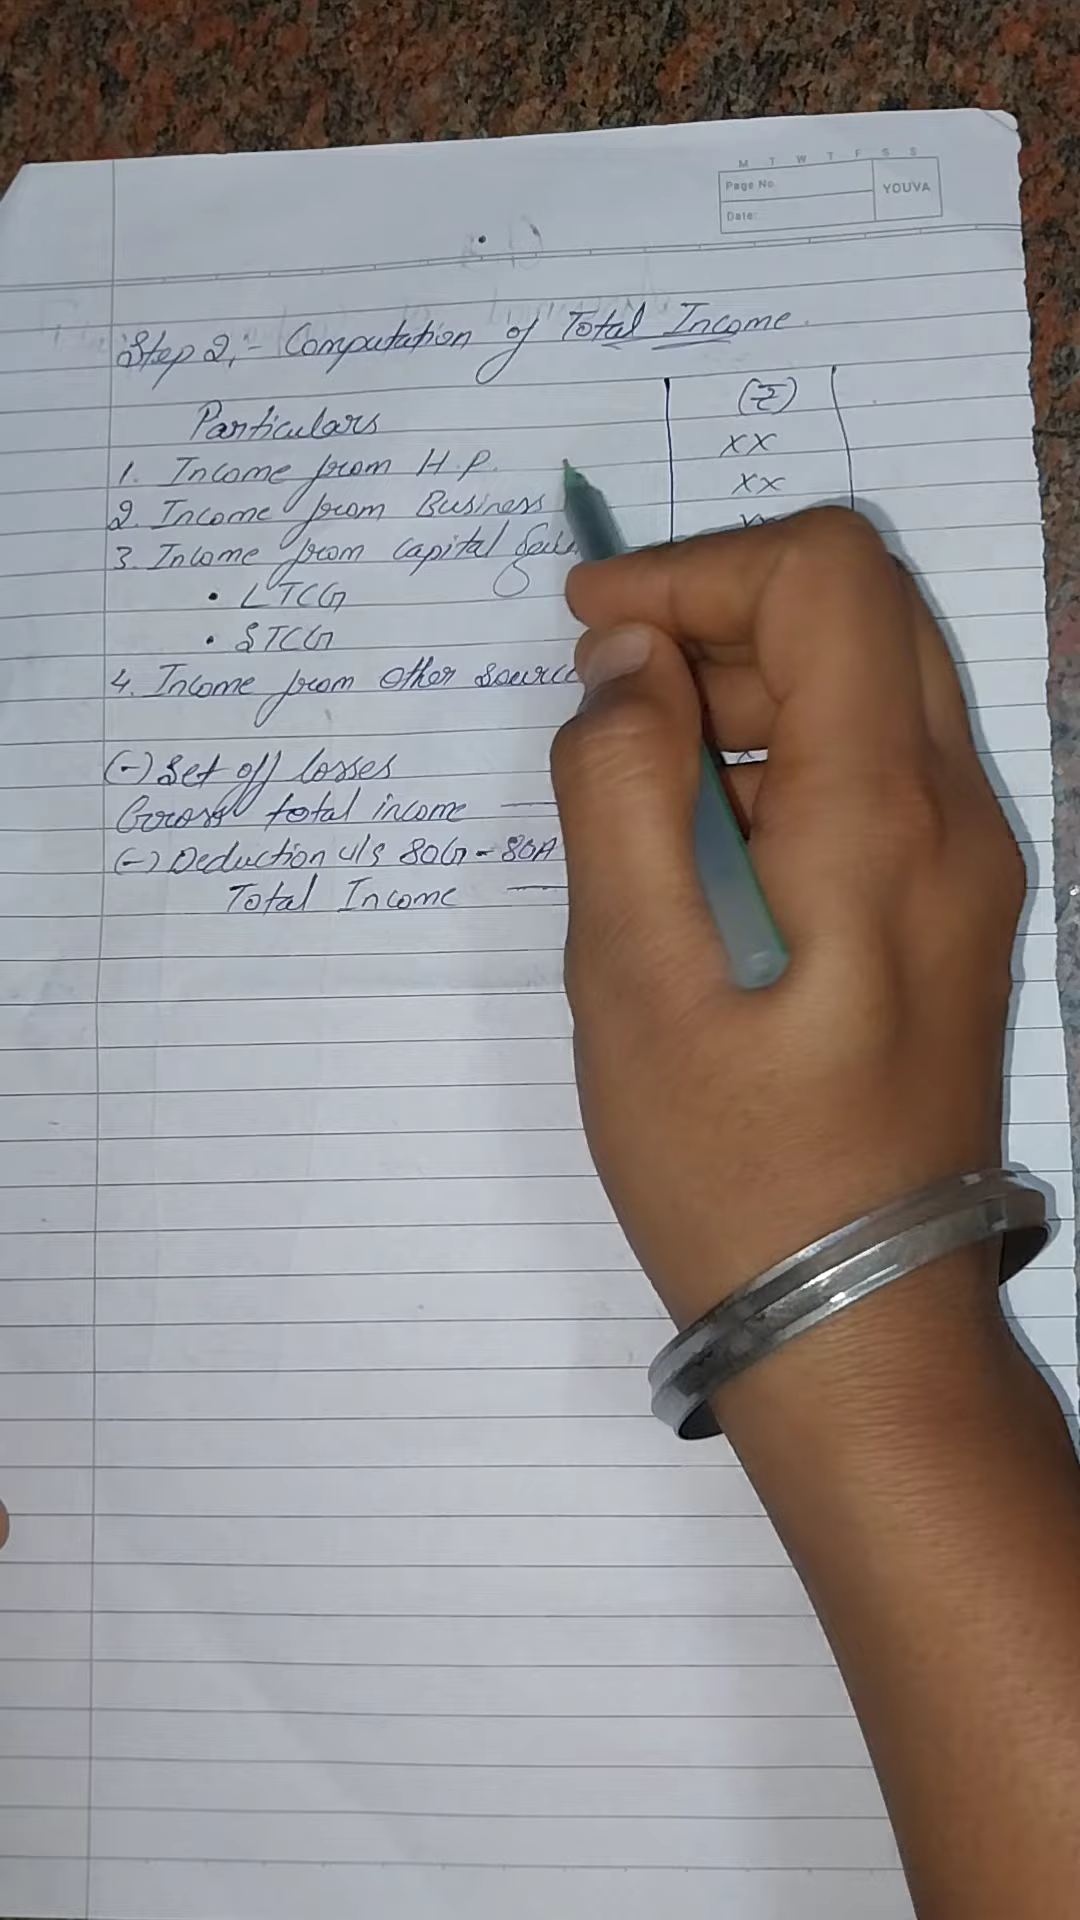 M T W T F S S
Page No.
YOUVA
Date:
Step 2:- Computation of Total Income.
Particulars (₹)
1. Income from H.P. xx
2. Income from Business xx
3. Income from Capital Gain
• LTCG
• STCG
4. Income from Other Source
(-) Set off losses
Gross total income
(-) Deduction u/s 80G - 80A
Total Income